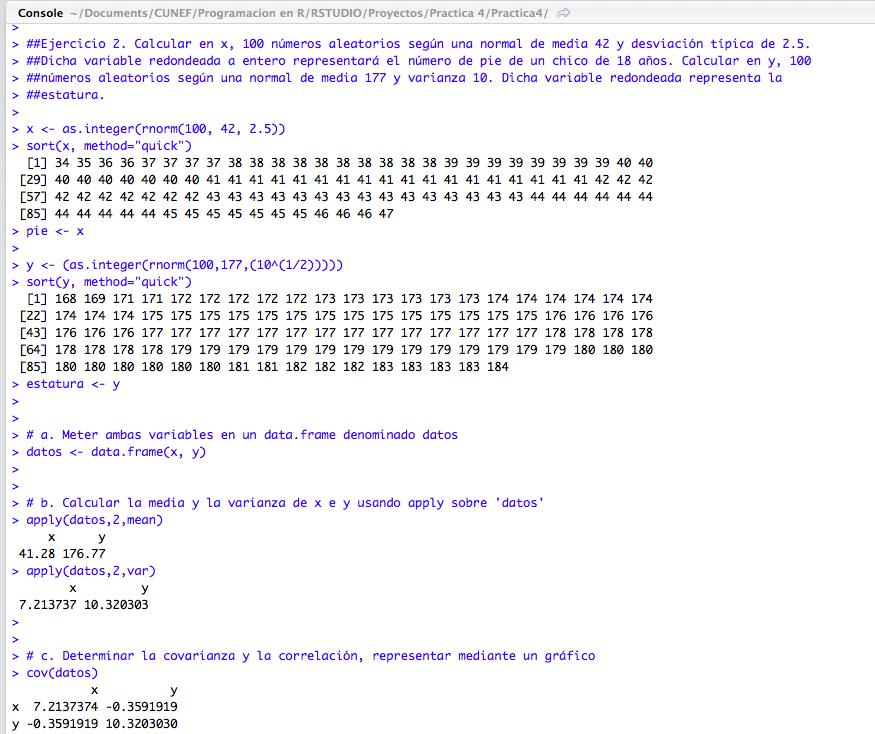 Console ~/Documents/CUNEF/Programacion en R/RSTUDIO/Proyectos/Practica 4/Practica4/
>
> ##Ejercicio 2. Calcular en x, 100 números aleatorios según una normal de media 42 y desviación típica de 2.5.
> ##Dicha variable redondeada a entero representará el número de pie de un chico de 18 años. Calcular en y, 100
> ##números aleatorios según una normal de media 177 y varianza 10. Dicha variable redondeada representa la
> ##estatura.
>
> x <- as.integer(rnorm(100, 42, 2.5))
> sort(x, method="quick")
[1] 34 35 36 36 37 37 37 37 38 38 38 38 38 38 38 38 38 38 39 39 39 39 39 39 39 39 40 40
[29] 40 40 40 40 40 40 40 41 41 41 41 41 41 41 41 41 41 41 41 41 41 41 41 41 41 42 42 42
[57] 42 42 42 42 42 42 42 43 43 43 43 43 43 43 43 43 43 43 43 43 43 43 44 44 44 44 44 44
[85] 44 44 44 44 44 45 45 45 45 45 45 45 46 46 46 47
> pie <- x
>
> y <- (as.integer(rnorm(100,177,(10^(1/2)))))
> sort(y, method="quick")
[1] 168 169 171 171 172 172 172 172 172 173 173 173 173 173 173 174 174 174 174 174 174
[22] 174 174 174 175 175 175 175 175 175 175 175 175 175 175 175 175 175 176 176 176 176
[43] 176 176 176 177 177 177 177 177 177 177 177 177 177 177 177 177 177 178 178 178 178
[64] 178 178 178 178 179 179 179 179 179 179 179 179 179 179 179 179 179 179 180 180 180
[85] 180 180 180 180 180 180 181 181 182 182 182 183 183 183 183 184
> estatura <- y
>
>
> # a. Meter ambas variables en un data.frame denominado datos
> datos <- data.frame(x, y)
>
>
> # b. Calcular la media y la varianza de x e y usando apply sobre 'datos'
> apply(datos,2,mean)
x y
41.28 176.77
> apply(datos,2,var)
x y
7.213737 10.320303
>
>
> # c. Determinar la covarianza y la correlación, representar mediante un gráfico
> cov(datos)
x y
x 7.2137374 -0.3591919
y -0.3591919 10.3203030